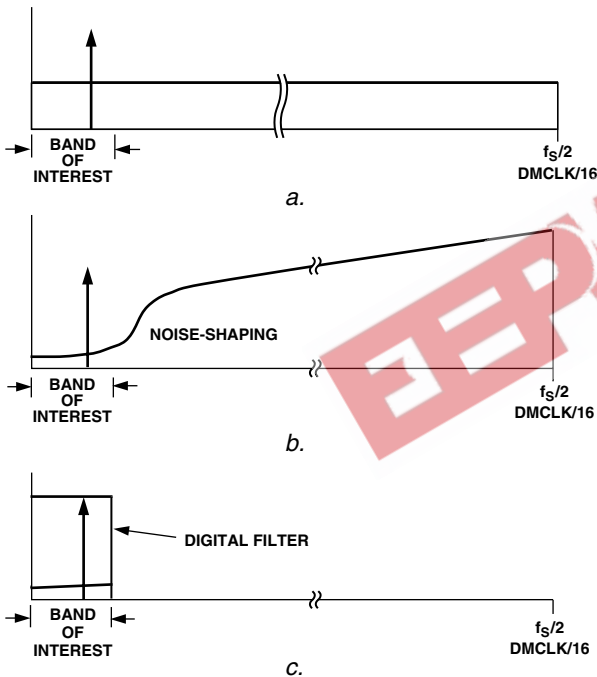 BAND
OF
INTEREST
fS/2
DMCLK/16
a.
NOISE-SHAPING
BAND
OF
INTEREST
fS/2
DMCLK/16
b.
DIGITAL FILTER
BAND
OF
INTEREST
fS/2
DMCLK/16
c.